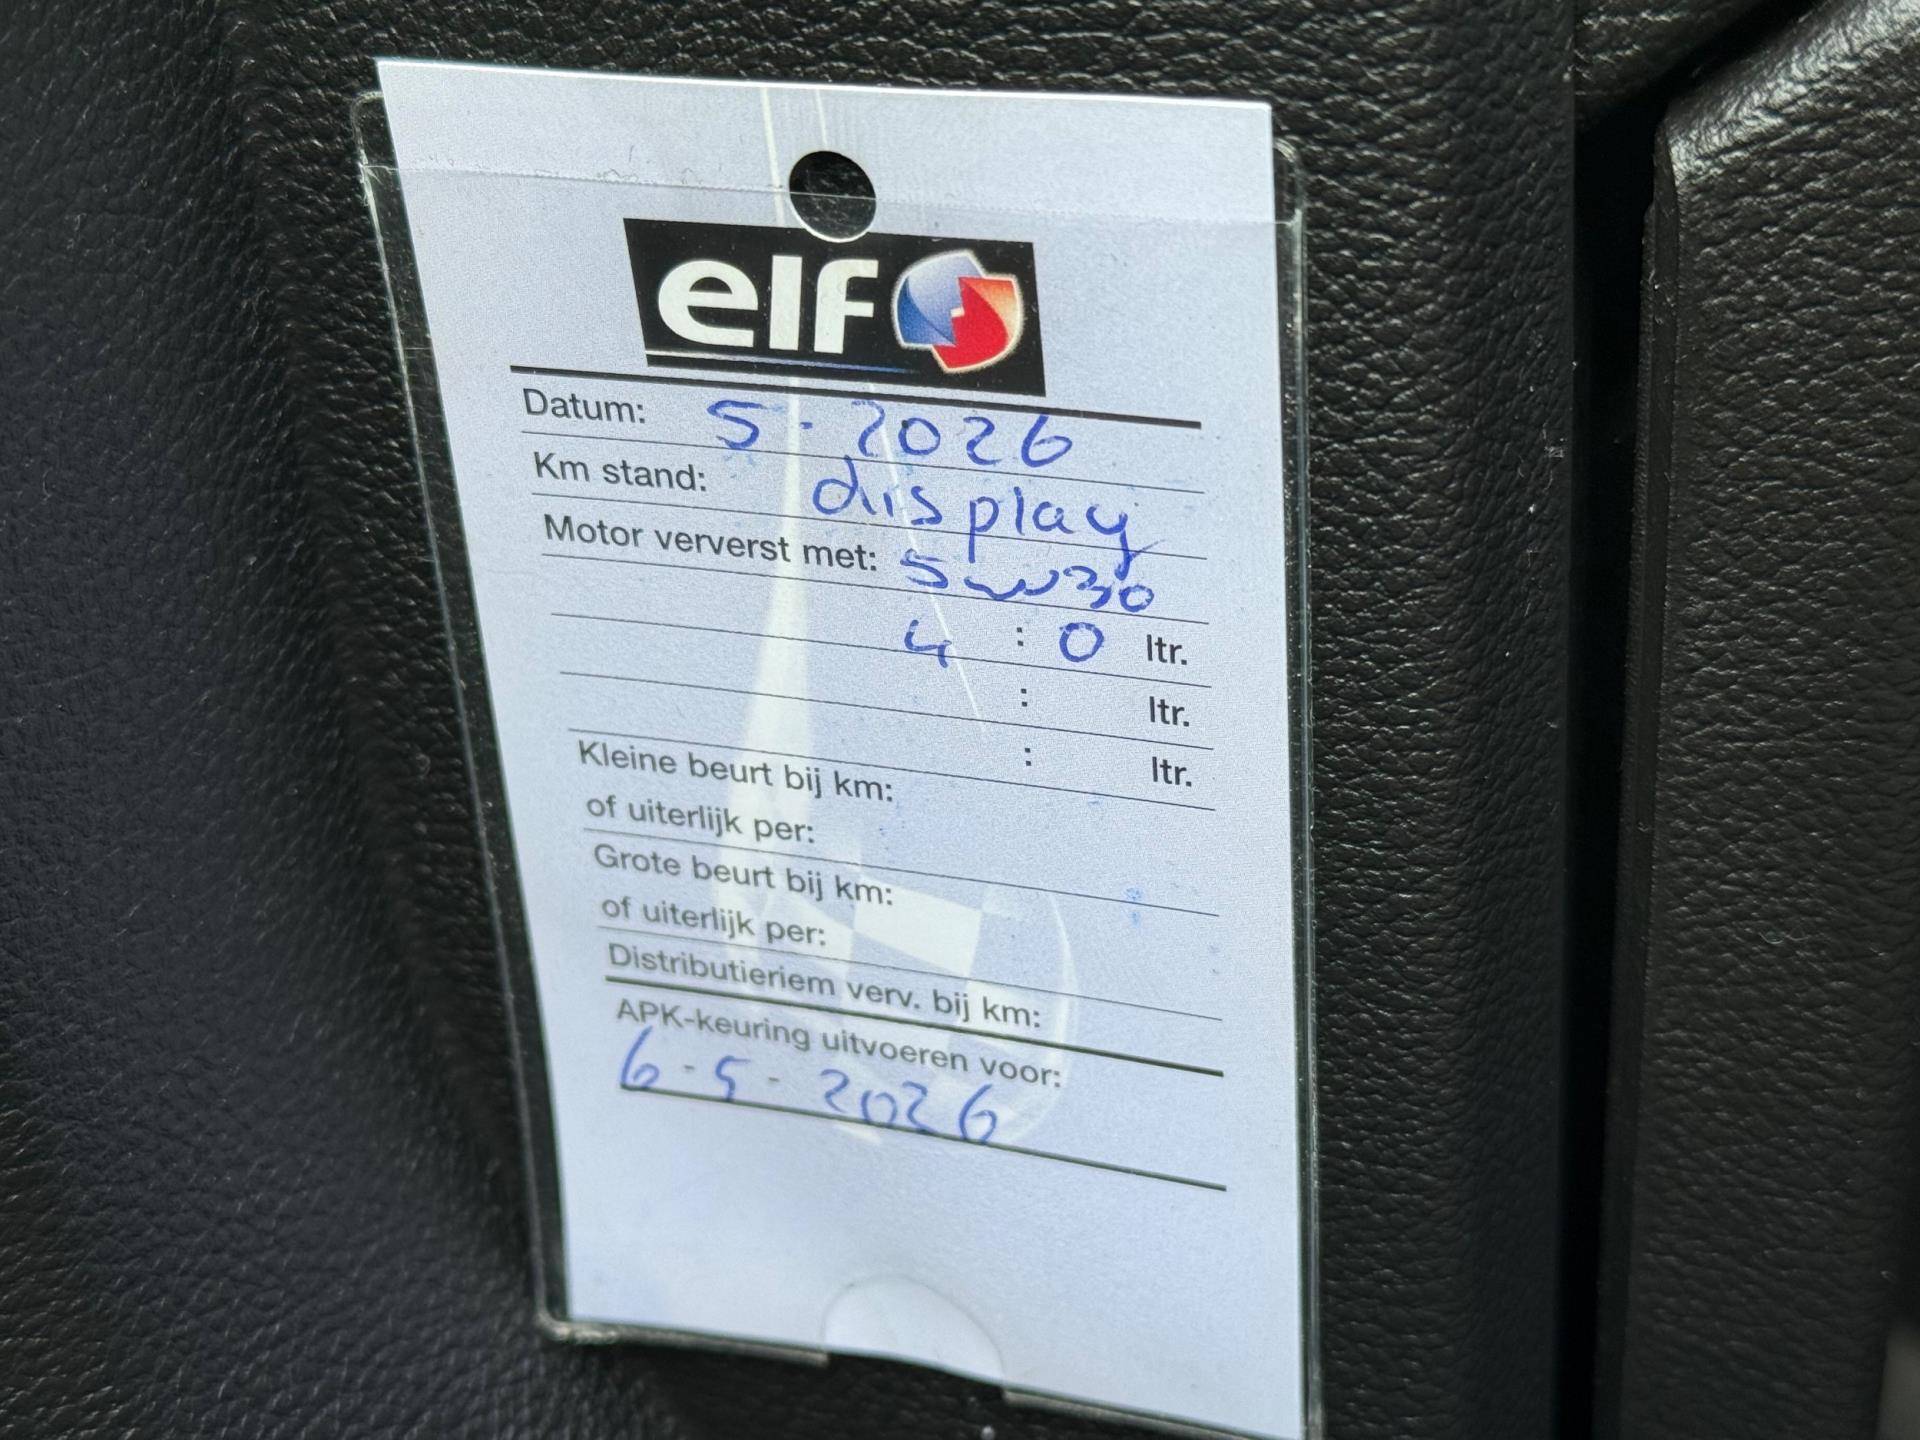 elf
Datum: 5-2026
Km stand: display
Motor ververst met: 5w30
4 : 0 ltr.
: ltr.
: ltr.
Kleine beurt bij km:
of uiterlijk per:
Grote beurt bij km:
of uiterlijk per:
Distributieriem verv. bij km:
APK-keuring uitvoeren voor:
6-5-2026